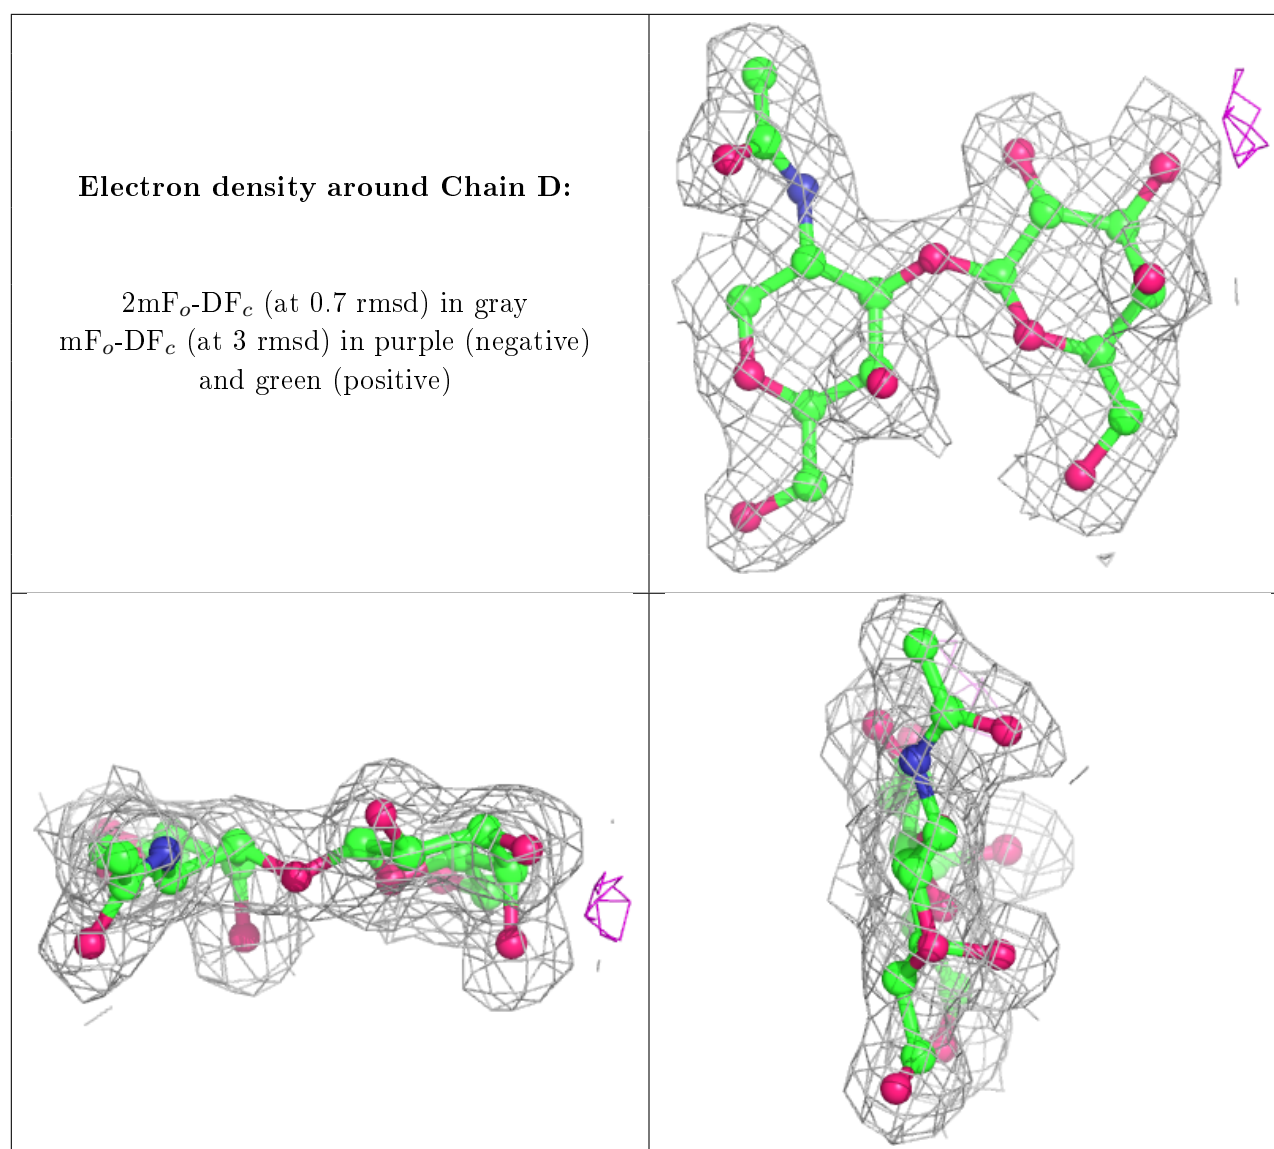 Electron density around Chain D:
2mFₒ-DF𝒸 (at 0.7 rmsd) in gray
mFₒ-DF𝒸 (at 3 rmsd) in purple (negative)
and green (positive)